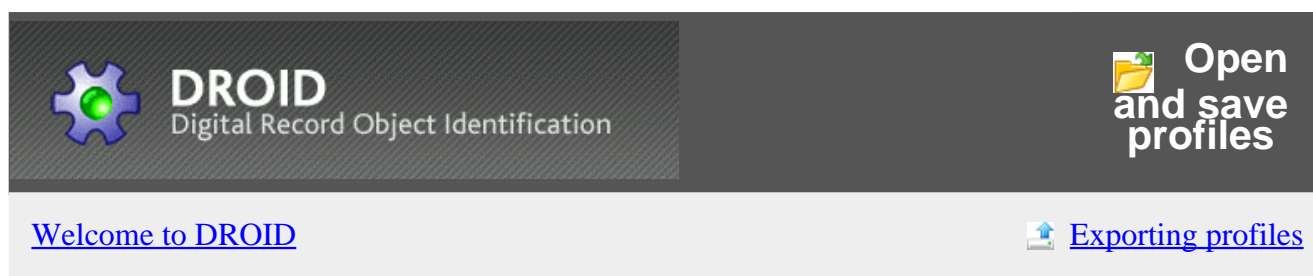 DROID
Digital Record Object Identification
Open
and save
profiles
Welcome to DROID
Exporting profiles